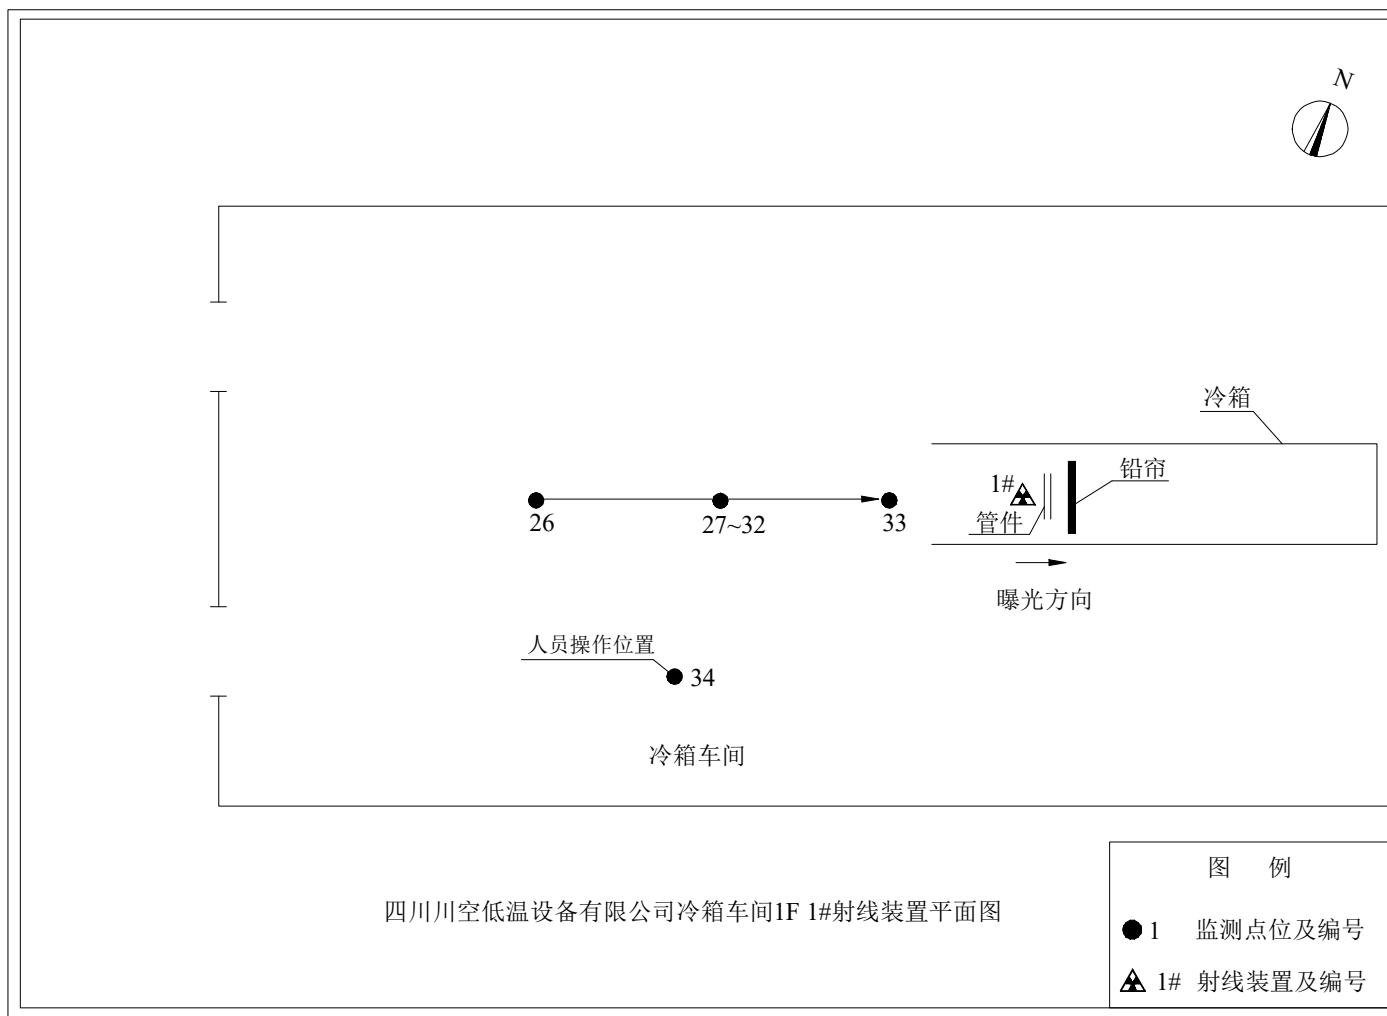 N
冷箱
铅帘
1#
管件
26
27~32
33
曝光方向
人员操作位置
34
冷箱车间
图 例
四川川空低温设备有限公司冷箱车间1F 1#射线装置平面图
1 监测点位及编号
1# 射线装置及编号